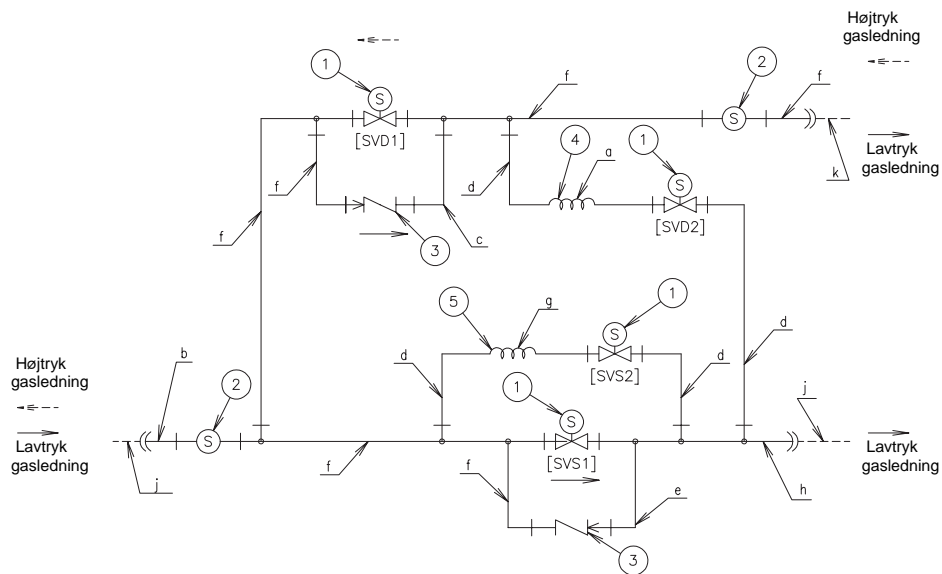 Højtryk
gasledning
1
2
f
f
S
S
[SVD1]
k
Lavtryk
gasledning
4
a
1
f
d
S
f
[SVD2]
3
c
5
g
1
S
d
d
d
[SVS2]
Højtryk
gasledning
b
2
1
S
j
S
Lavtryk
gasledning
j
f
[SVS1]
f
h
Lavtryk
gasledning
e
3